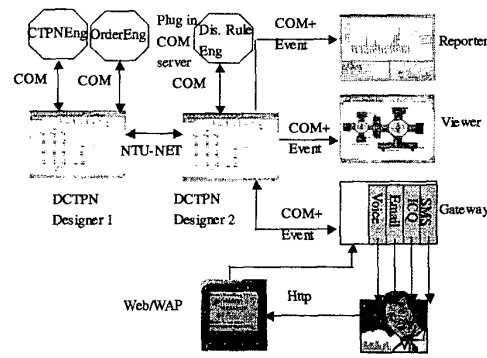 CTPNEng
OrderEng
Plug in
COM
server
Dis. Rule
Eng
COM+
Event
Reporter
COM
COM
COM
COM+
Event
Viewer
NTU-NET
DCTPN
Designer 1
DCTPN
Designer 2
COM+
Event
Voice
Email
ICQ
SMS
Gateway
Web/WAP
Http